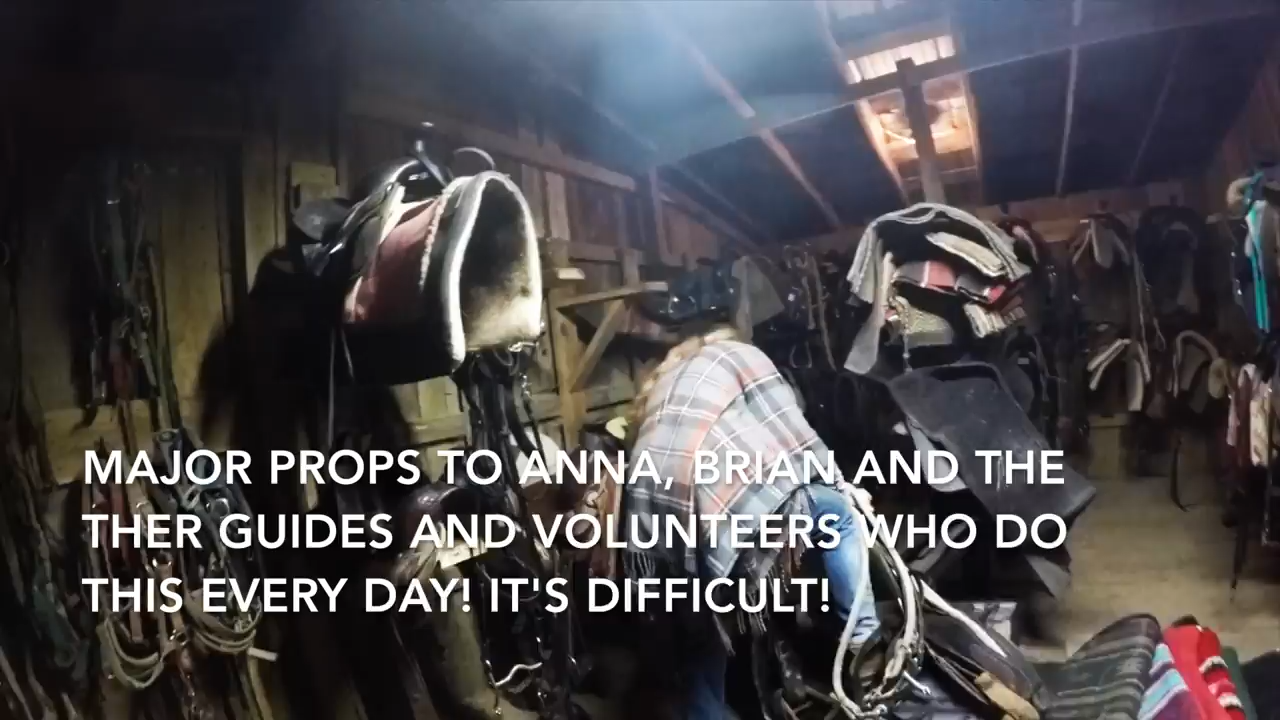 MAJOR PROPS TO ANNA, BRIAN AND THE
THER GUIDES AND VOLUNTEERS WHO DO
THIS EVERY DAY! IT'S DIFFICULT!